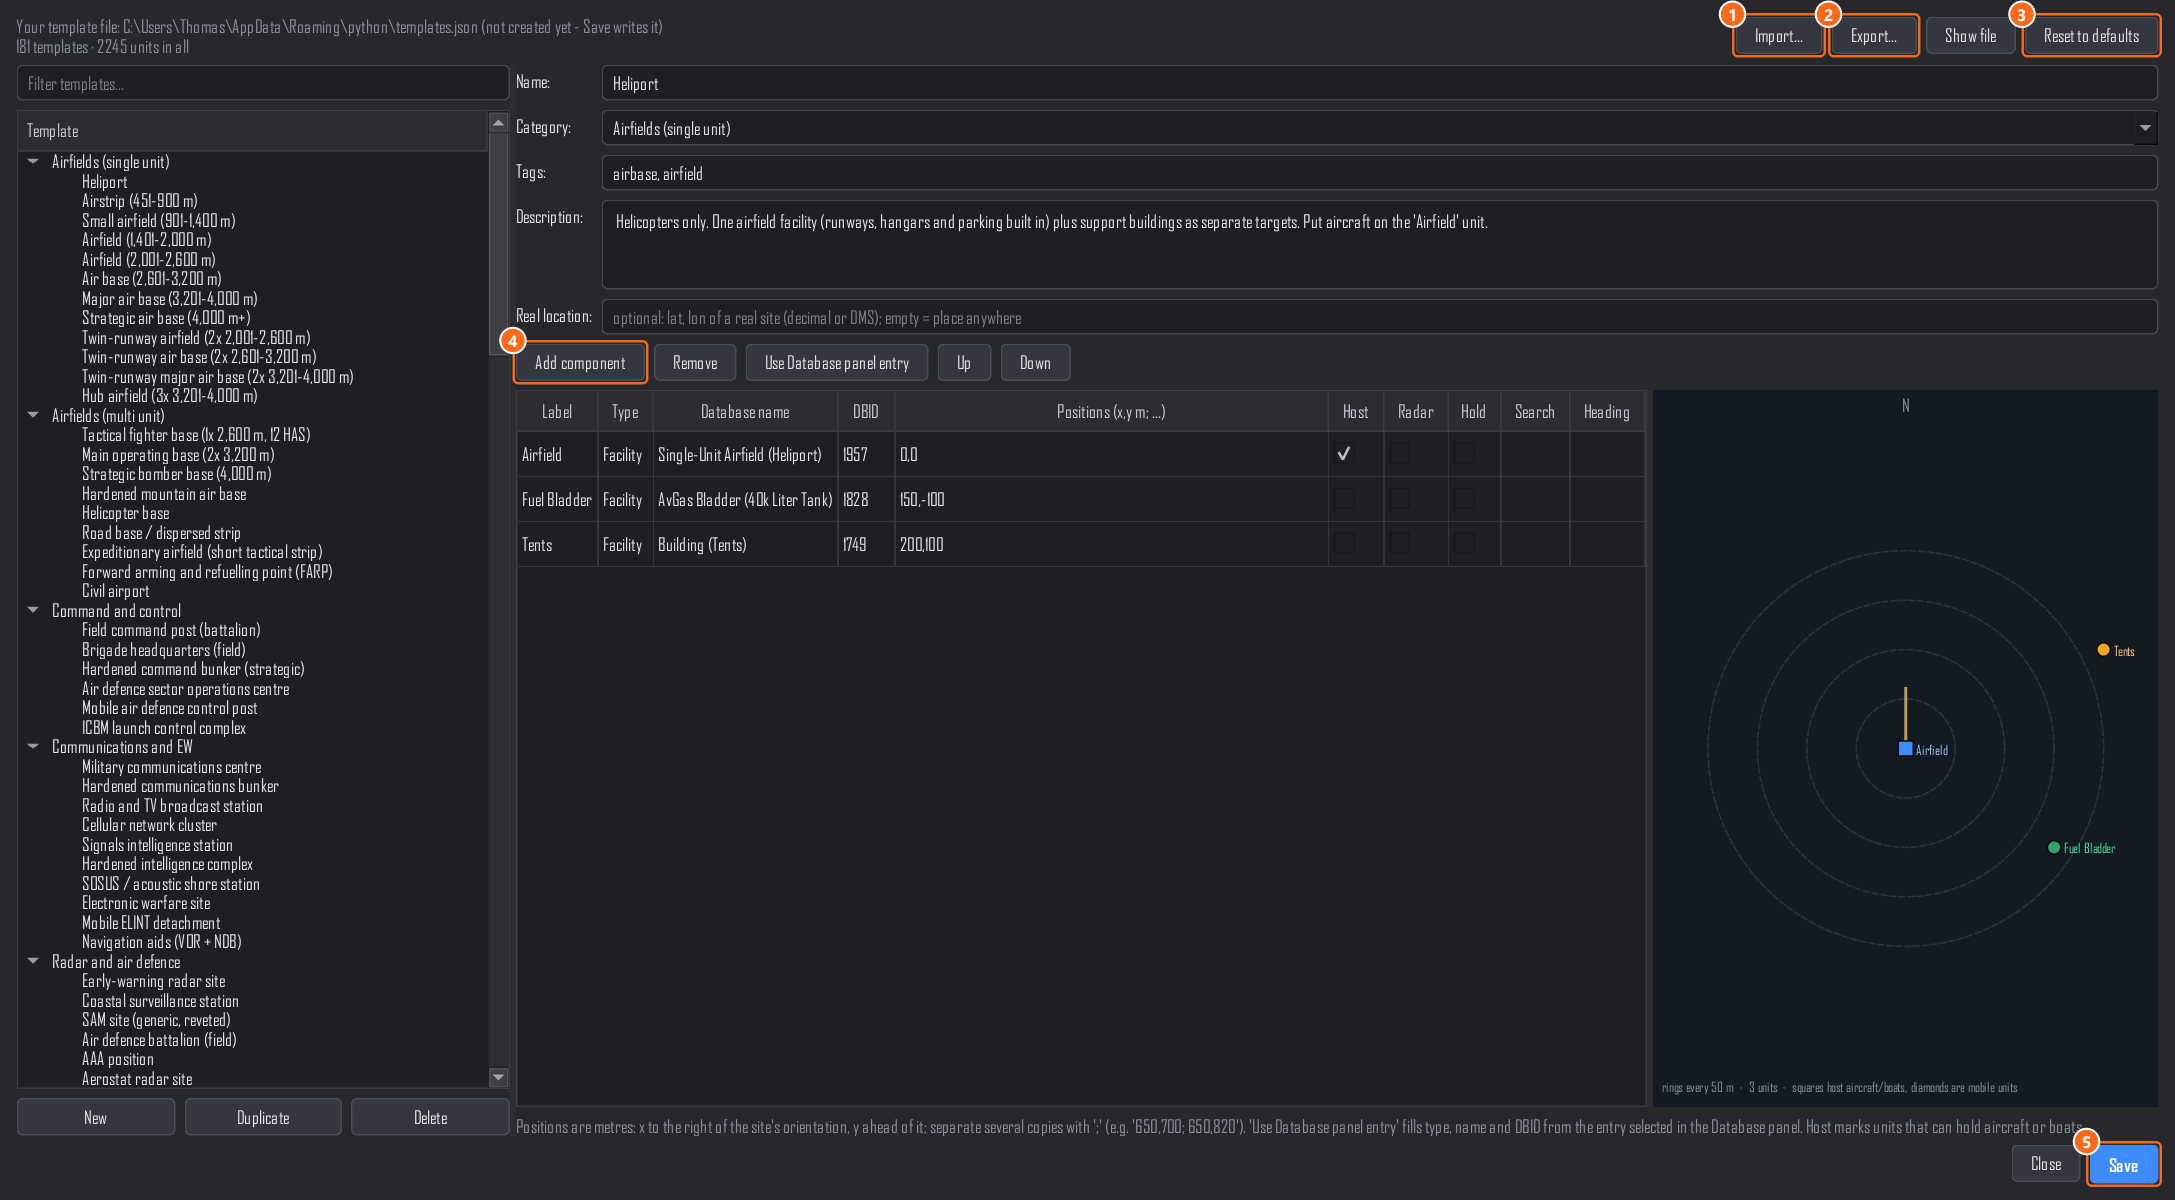 Your template file: C:\Users\Thomas\AppData\Roaming\python\templates.json (not created yet - Save writes it)
181 templates · 2245 units in all
1
Import...
2
Export...
Show file
3
Reset to defaults
Filter templates...
Template
Airfields (single unit)
Heliport
Airstrip (451-900 m)
Small airfield (901-1,400 m)
Airfield (1,401-2,000 m)
Airfield (2,001-2,600 m)
Air base (2,601-3,200 m)
Major air base (3,201-4,000 m)
Strategic air base (4,000 m+)
Twin-runway airfield (2x 2,001-2,600 m)
Twin-runway air base (2x 2,601-3,200 m)
Twin-runway major air base (2x 3,201-4,000 m)
Hub airfield (3x 3,201-4,000 m)
Airfields (multi unit)
Tactical fighter base (1x 2,600 m, 12 HAS)
Main operating base (2x 3,200 m)
Strategic bomber base (4,000 m)
Hardened mountain air base
Helicopter base
Road base / dispersed strip
Expeditionary airfield (short tactical strip)
Forward arming and refuelling point (FARP)
Civil airport
Command and control
Field command post (battalion)
Brigade headquarters (field)
Hardened command bunker (strategic)
Air defence sector operations centre
Mobile air defence control post
ICBM launch control complex
Communications and EW
Military communications centre
Hardened communications bunker
Radio and TV broadcast station
Cellular network cluster
Signals intelligence station
Hardened intelligence complex
SOSUS / acoustic shore station
Electronic warfare site
Mobile ELINT detachment
Navigation aids (VOR + NDB)
Radar and air defence
Early-warning radar site
Coastal surveillance station
SAM site (generic, reveted)
Air defence battalion (field)
AAA position
Aerostat radar site
New
Duplicate
Delete
Name:
Heliport
Category:
Airfields (single unit)
Tags:
airbase, airfield
Description:
Helicopters only. One airfield facility (runways, hangars and parking built in) plus support buildings as separate targets. Put aircraft on the 'Airfield' unit.
Real location:
optional: lat, lon of a real site (decimal or DMS); empty = place anywhere
4
Add component
Remove
Use Database panel entry
Up
Down
Label Type Database name DBID Positions (x,y m; ...) Host Radar Hold Search Heading
Airfield Facility Single-Unit Airfield (Heliport) 1957 0,0
Fuel Bladder Facility AvGas Bladder (40k Liter Tank) 1828 150,-100
Tents Facility Building (Tents) 1749 200,100
N
Tents
Airfield
Fuel Bladder
rings every 50 m · 3 units · squares host aircraft/boats, diamonds are mobile units
Positions are metres: x to the right of the site's orientation, y ahead of it; separate several copies with ';' (e.g. '650,700; 650,820'). 'Use Database panel entry' fills type, name and DBID from the entry selected in the Database panel. Host marks units that can hold aircraft or boats.
Close
5
Save